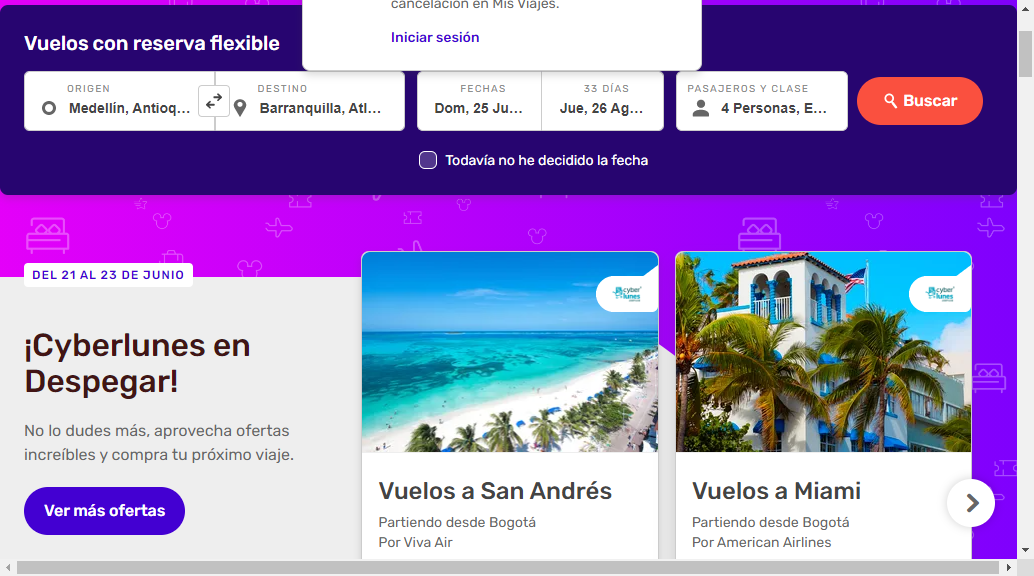 cancelación en Mis Viajes.
Iniciar sesión
Vuelos con reserva flexible
ORIGEN
Medellín, Antioq...
DESTINO
Barranquilla, Atl...
FECHAS
Dom, 25 Ju...
33 DÍAS
Jue, 26 Ag...
PASAJEROS Y CLASE
4 Personas, E...
Buscar
Todavía no he decidido la fecha
DEL 21 AL 23 DE JUNIO
¡Cyberlunes en
Despegar!
No lo dudes más, aprovecha ofertas
increíbles y compra tu próximo viaje.
Ver más ofertas
cyber
lunes
Vuelos a San Andrés
Partiendo desde Bogotá
Por Viva Air
cyber
lunes
Vuelos a Miami
Partiendo desde Bogotá
Por American Airlines